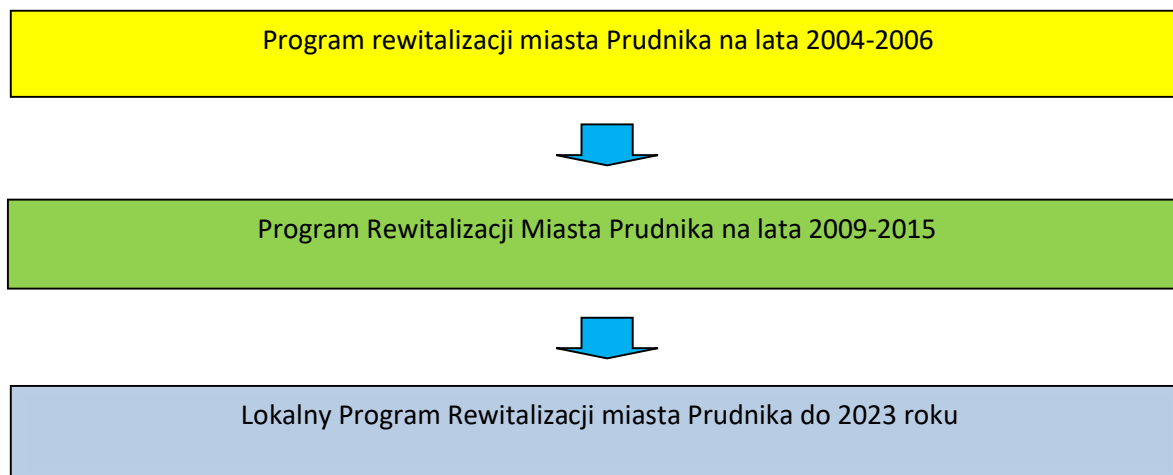 Program rewitalizacji miasta Prudnika na lata 2004-2006
Program Rewitalizacji Miasta Prudnika na lata 2009-2015
Lokalny Program Rewitalizacji miasta Prudnika do 2023 roku